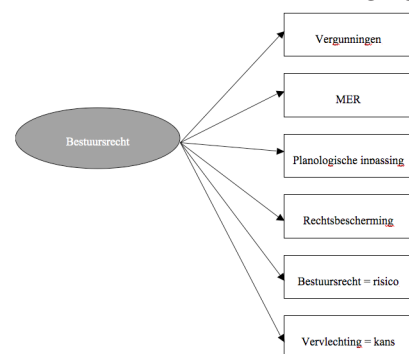 Vergunningen
MER
Bestuursrecht
Planologische inpassing
Rechtsbescherming
Bestuursrecht = risico
Vervlechting = kans